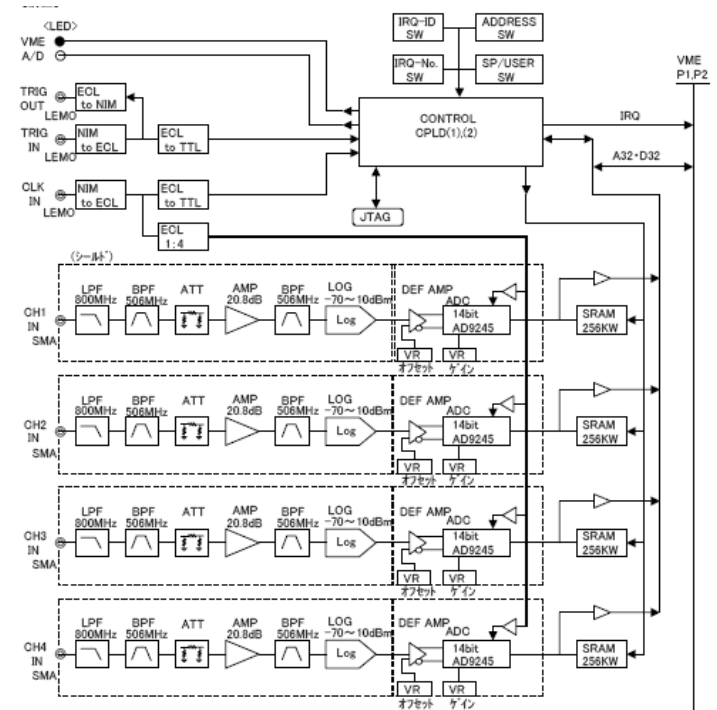 <LED>
VME
A/D
IRQ-ID SW
ADDRESS SW
IRQ-No. SW
SP/USER SW
VME P1,P2
TRIG OUT
LEMO
ECL to NIM
TRIG IN
LEMO
NIM to ECL
ECL to TTL
CONTROL CPLD(1),(2)
IRQ
A32・D32
CLK IN
LEMO
NIM to ECL
ECL to TTL
ECL 1:4
JTAG
(シールド)
LPF 800MHz
BPF 506MHz
ATT
AMP 20.8dB
BPF 506MHz
LOG -70～10dBm
DEF AMP
ADC
CH1 IN
SMA
Log
14bit AD9245
SRAM 256KW
VR
VR
オフセット
ゲイン
LPF 800MHz
BPF 506MHz
ATT
AMP 20.8dB
BPF 506MHz
LOG -70～10dBm
DEF AMP
ADC
CH2 IN
SMA
Log
14bit AD9245
SRAM 256KW
VR
VR
オフセット
ゲイン
LPF 800MHz
BPF 506MHz
ATT
AMP 20.8dB
BPF 506MHz
LOG -70～10dBm
DEF AMP
ADC
CH3 IN
SMA
Log
14bit AD9245
SRAM 256KW
VR
VR
オフセット
ゲイン
LPF 800MHz
BPF 506MHz
ATT
AMP 20.8dB
BPF 506MHz
LOG -70～10dBm
DEF AMP
ADC
CH4 IN
SMA
Log
14bit AD9245
SRAM 256KW
VR
VR
オフセット
ゲイン